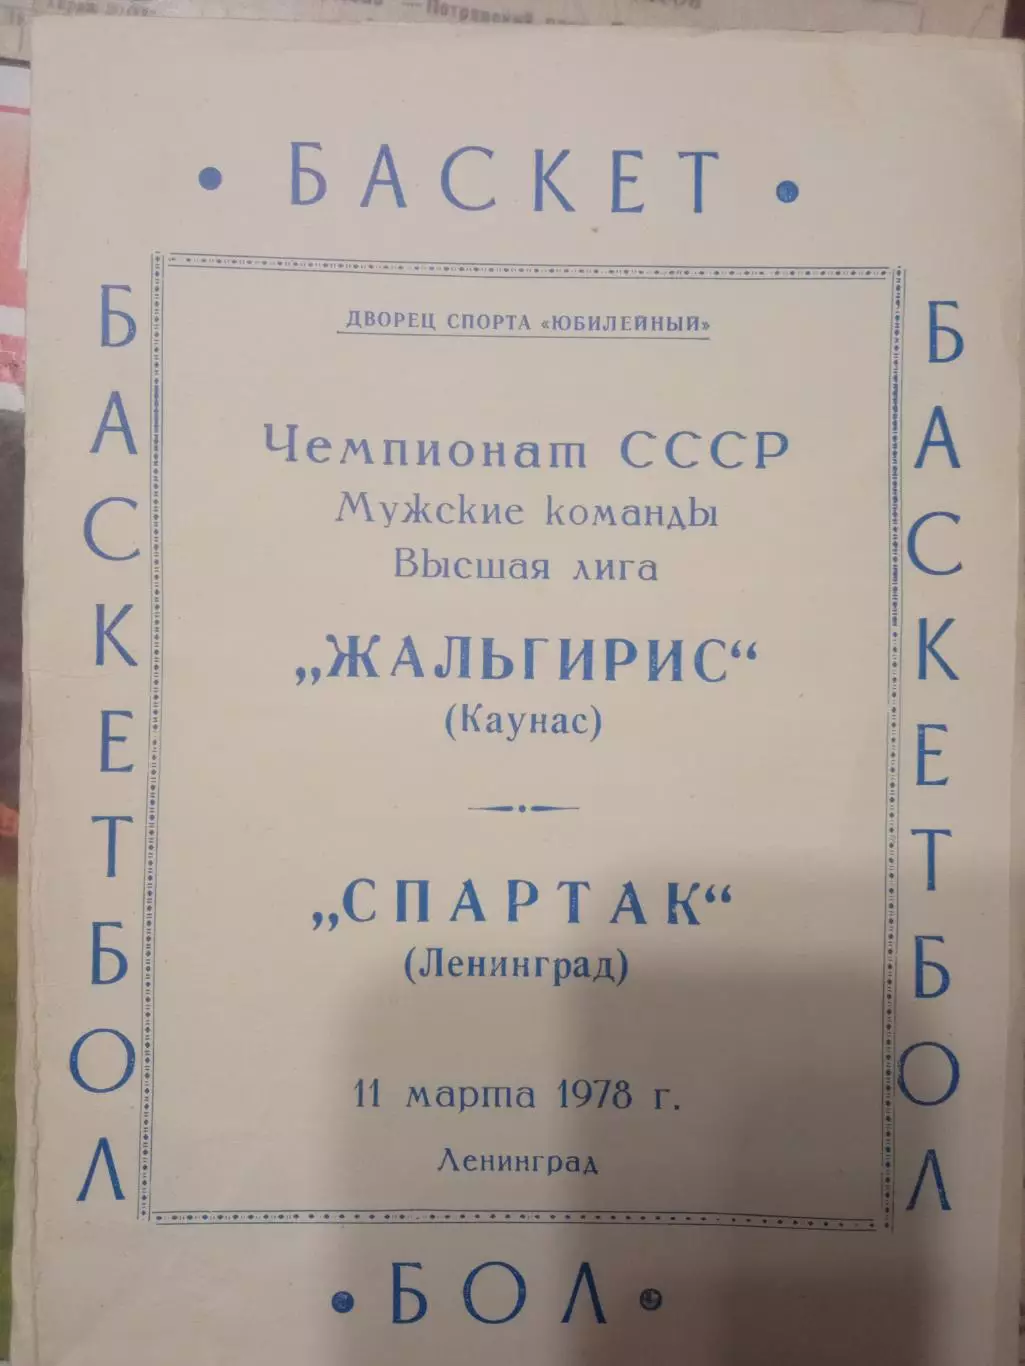 Петровский
• БАСКЕТ •
БАСКЕТБОЛ
ДВОРЕЦ СПОРТА «ЮБИЛЕЙНЫЙ»
Чемпионат СССР
Мужские команды
Высшая лига
„ЖАЛЬГИРИС“
(Каунас)
„СПАРТАК“
(Ленинград)
11 марта 1978 г.
Ленинград
БАСКЕТБОЛ
• БОЛ •